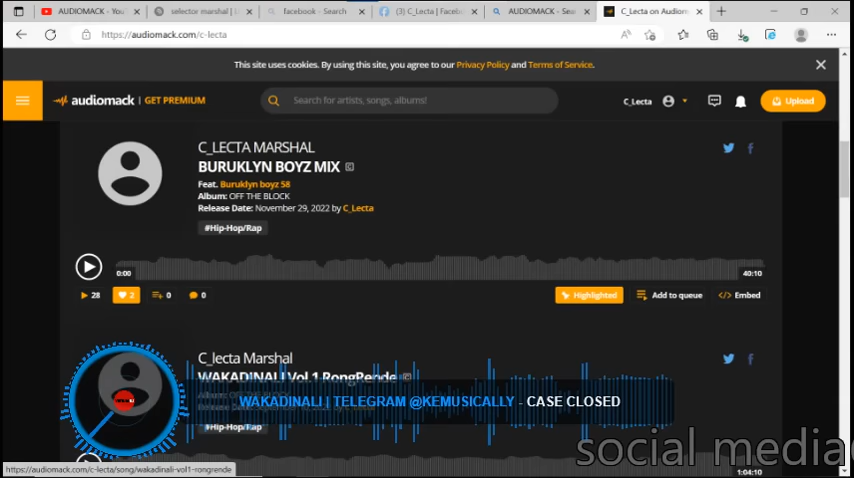 AUDIOMACK - You
selector marshal | 
facebook - Search
(3) C_Lecta | Faceb
AUDIOMACK - Sea
C_Lecta on Audiom
https://audiomack.com/c-lecta
This site uses cookies. By using this site, you agree to our Privacy Policy and Terms of Service.
audiomack | GET PREMIUM
Search for artists, songs, albums!
C_Lecta
Upload
C_LECTA MARSHAL
BURUKLYN BOYZ MIX
Feat. Buruklyn boyz 58
Album: OFF THE BLOCK
Release Date: November 29, 2022 by C_Lecta
#Hip-Hop/Rap
0:00
40:10
28 2 0 0
Highlighted
Add to queue
</> Embed
C_lecta Marshal
WAKADINALI Vol.1 RongRende
WAKADINALI | TELEGRAM @KEMUSICALLY - CASE CLOSED
#Hip-Hop/Rap
social media
https://audiomack.com/c-lecta/song/wakadinali-vol1-rongrende
1:04:10